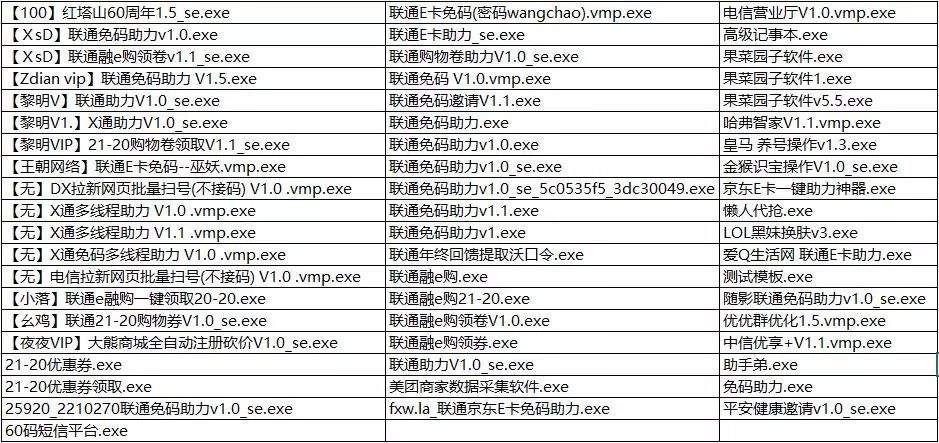 【100】红塔山60周年1.5_se.exe 联通E卡免码(密码wangchao).vmp.exe 电信营业厅V1.0.vmp.exe
【XsD】联通免码助力v1.0.exe 联通E卡助力_se.exe 高级记事本.exe
【XsD】联通融e购领卷v1.1_se.exe 联通购物卷助力V1.0_se.exe 果菜园子软件.exe
【Zdian vip】联通免码助力 V1.5.exe 联通免码 V1.0.vmp.exe 果菜园子软件1.exe
【黎明V】联通助力V1.0_se.exe 联通免码邀请V1.1.exe 果菜园子软件v5.5.exe
【黎明V1.】X通助力V1.0_se.exe 联通免码助力.exe 哈弗智家V1.1.vmp.exe
【黎明VIP】21-20购物卷领取V1.1_se.exe 联通免码助力v1.0.exe 皇马 养号操作v1.3.exe
【王朝网络】联通E卡免码--巫妖.vmp.exe 联通免码助力v1.0_se.exe 金猴识宝操作V1.0_se.exe
【无】DX拉新网页批量扫号(不接码) V1.0 .vmp.exe 联通免码助力v1.0_se_5c0535f5_3dc30049.exe 京东E卡一键助力神器.exe
【无】X通多线程助力 V1.0 .vmp.exe 联通免码助力v1.1.exe 懒人代抢.exe
【无】X通多线程助力 V1.1 .vmp.exe 联通免码助力v1.exe LOL黑妹换肤v3.exe
【无】X通免码多线程助力 V1.0 .vmp.exe 联通年终回馈提取沃口令.exe 爱Q生活网 联通E卡助力.exe
【无】电信拉新网页批量扫号(不接码) V1.0 .vmp.exe 联通融e购.exe 测试模板.exe
【小落】联通e融购一键领取20-20.exe 联通融e购21-20.exe 随影联通免码助力v1.0_se.exe
【幺鸡】联通21-20购物券V1.0_se.exe 联通融e购领卷V1.0.exe 优优群优化1.5.vmp.exe
【夜夜VIP】大熊商城全自动注册砍价V1.0_se.exe 联通融e购领券.exe 中信优享+V1.1.vmp.exe
21-20优惠券.exe 联通助力V1.0_se.exe 助手弟.exe
21-20优惠券领取.exe 美团商家数据采集软件.exe 免码助力.exe
25920_2210270联通免码助力v1.0_se.exe fxw.la_联通京东E卡免码助力.exe 平安健康邀请v1.0_se.exe
60码短信平台.exe